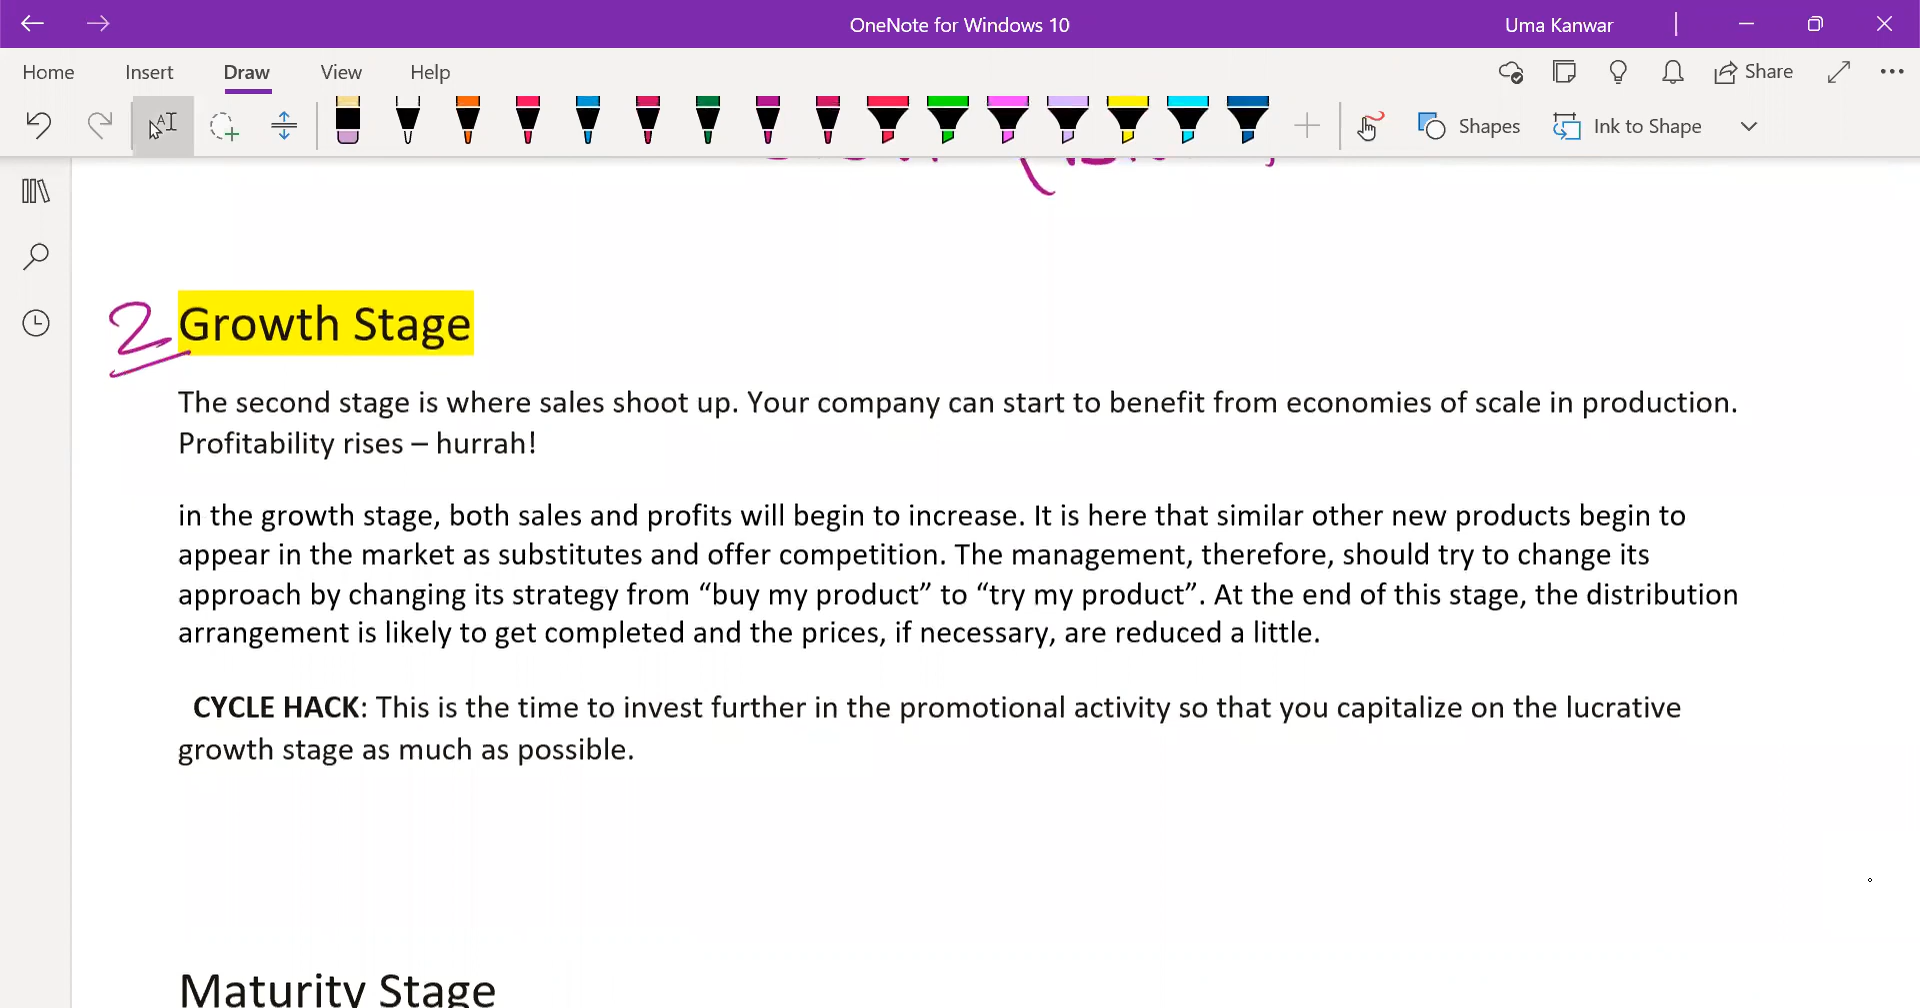 OneNote for Windows 10
Uma Kanwar
Home Insert Draw View Help
Share
Shapes Ink to Shape
2 Growth Stage
The second stage is where sales shoot up. Your company can start to benefit from economies of scale in production.
Profitability rises – hurrah!
in the growth stage, both sales and profits will begin to increase. It is here that similar other new products begin to
appear in the market as substitutes and offer competition. The management, therefore, should try to change its
approach by changing its strategy from “buy my product” to “try my product”. At the end of this stage, the distribution
arrangement is likely to get completed and the prices, if necessary, are reduced a little.
CYCLE HACK: This is the time to invest further in the promotional activity so that you capitalize on the lucrative
growth stage as much as possible.
Maturity Stage